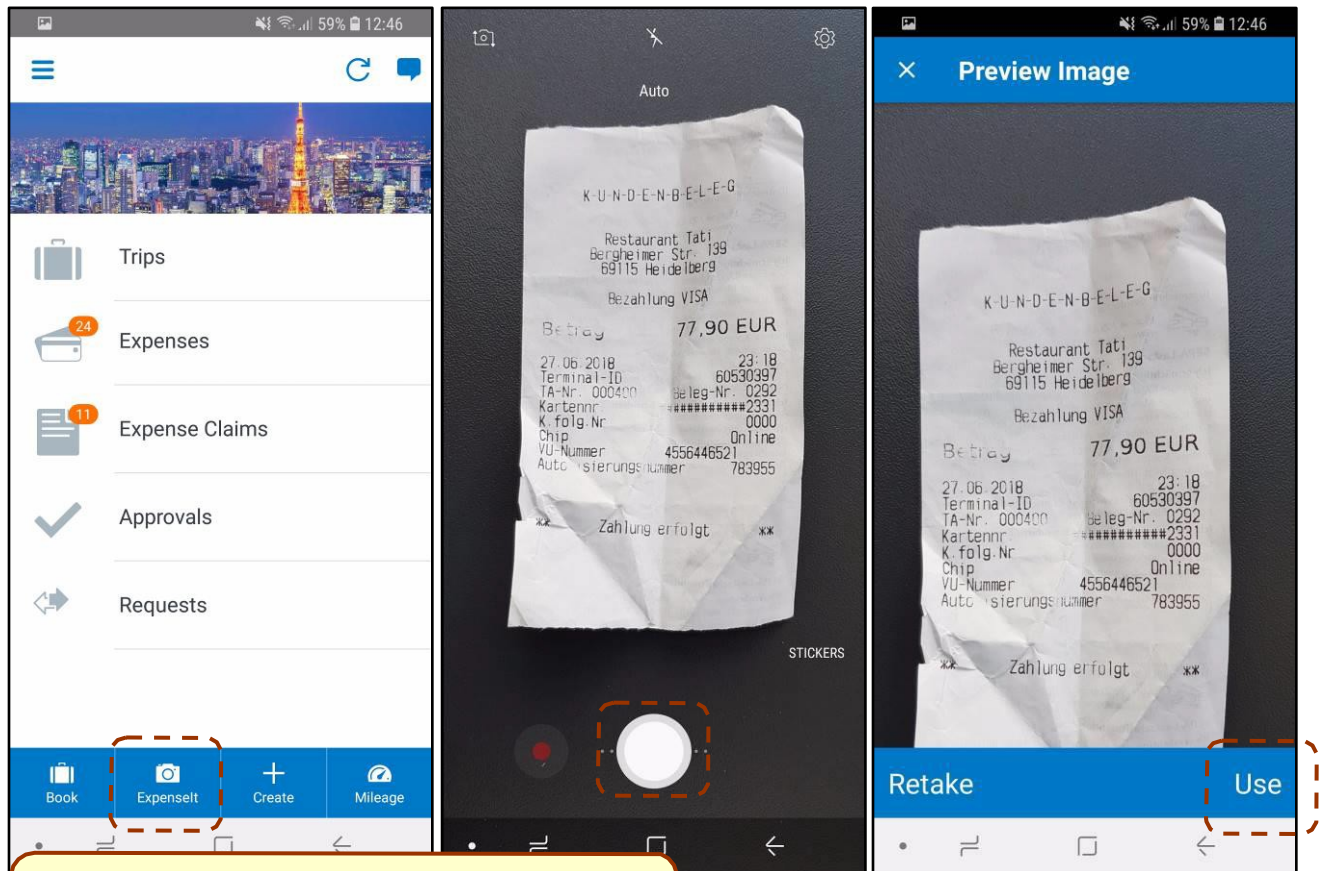 59% 12:46
Trips
24
Expenses
11
Expense Claims
Approvals
Requests
Book
ExpenseIt
Create
Mileage
Auto
K-U-N-D-E-N-B-E-L-E-G
Restaurant Tati
Bergheimer Str. 139
69115 Heidelberg
Bezahlung VISA
Betrag 77,90 EUR
27.06.2018 23:18
Terminal-ID 60530397
TA-Nr. 000400 Beleg-Nr. 0292
Kartennr. ############2331
K.folg.Nr 0000
Chip Online
VU-Nummer 4556446521
Autorisierungsnummer 783955
** Zahlung erfolgt **
STICKERS
59% 12:46
Preview Image
K-U-N-D-E-N-B-E-L-E-G
Restaurant Tati
Bergheimer Str. 139
69115 Heidelberg
Bezahlung VISA
Betrag 77,90 EUR
27.06.2018 23:18
Terminal-ID 60530397
TA-Nr. 000400 Beleg-Nr. 0292
Kartennr. ############2331
K.folg.Nr 0000
Chip Online
VU-Nummer 4556446521
Autorisierungsnummer 783955
** Zahlung erfolgt **
Retake
Use